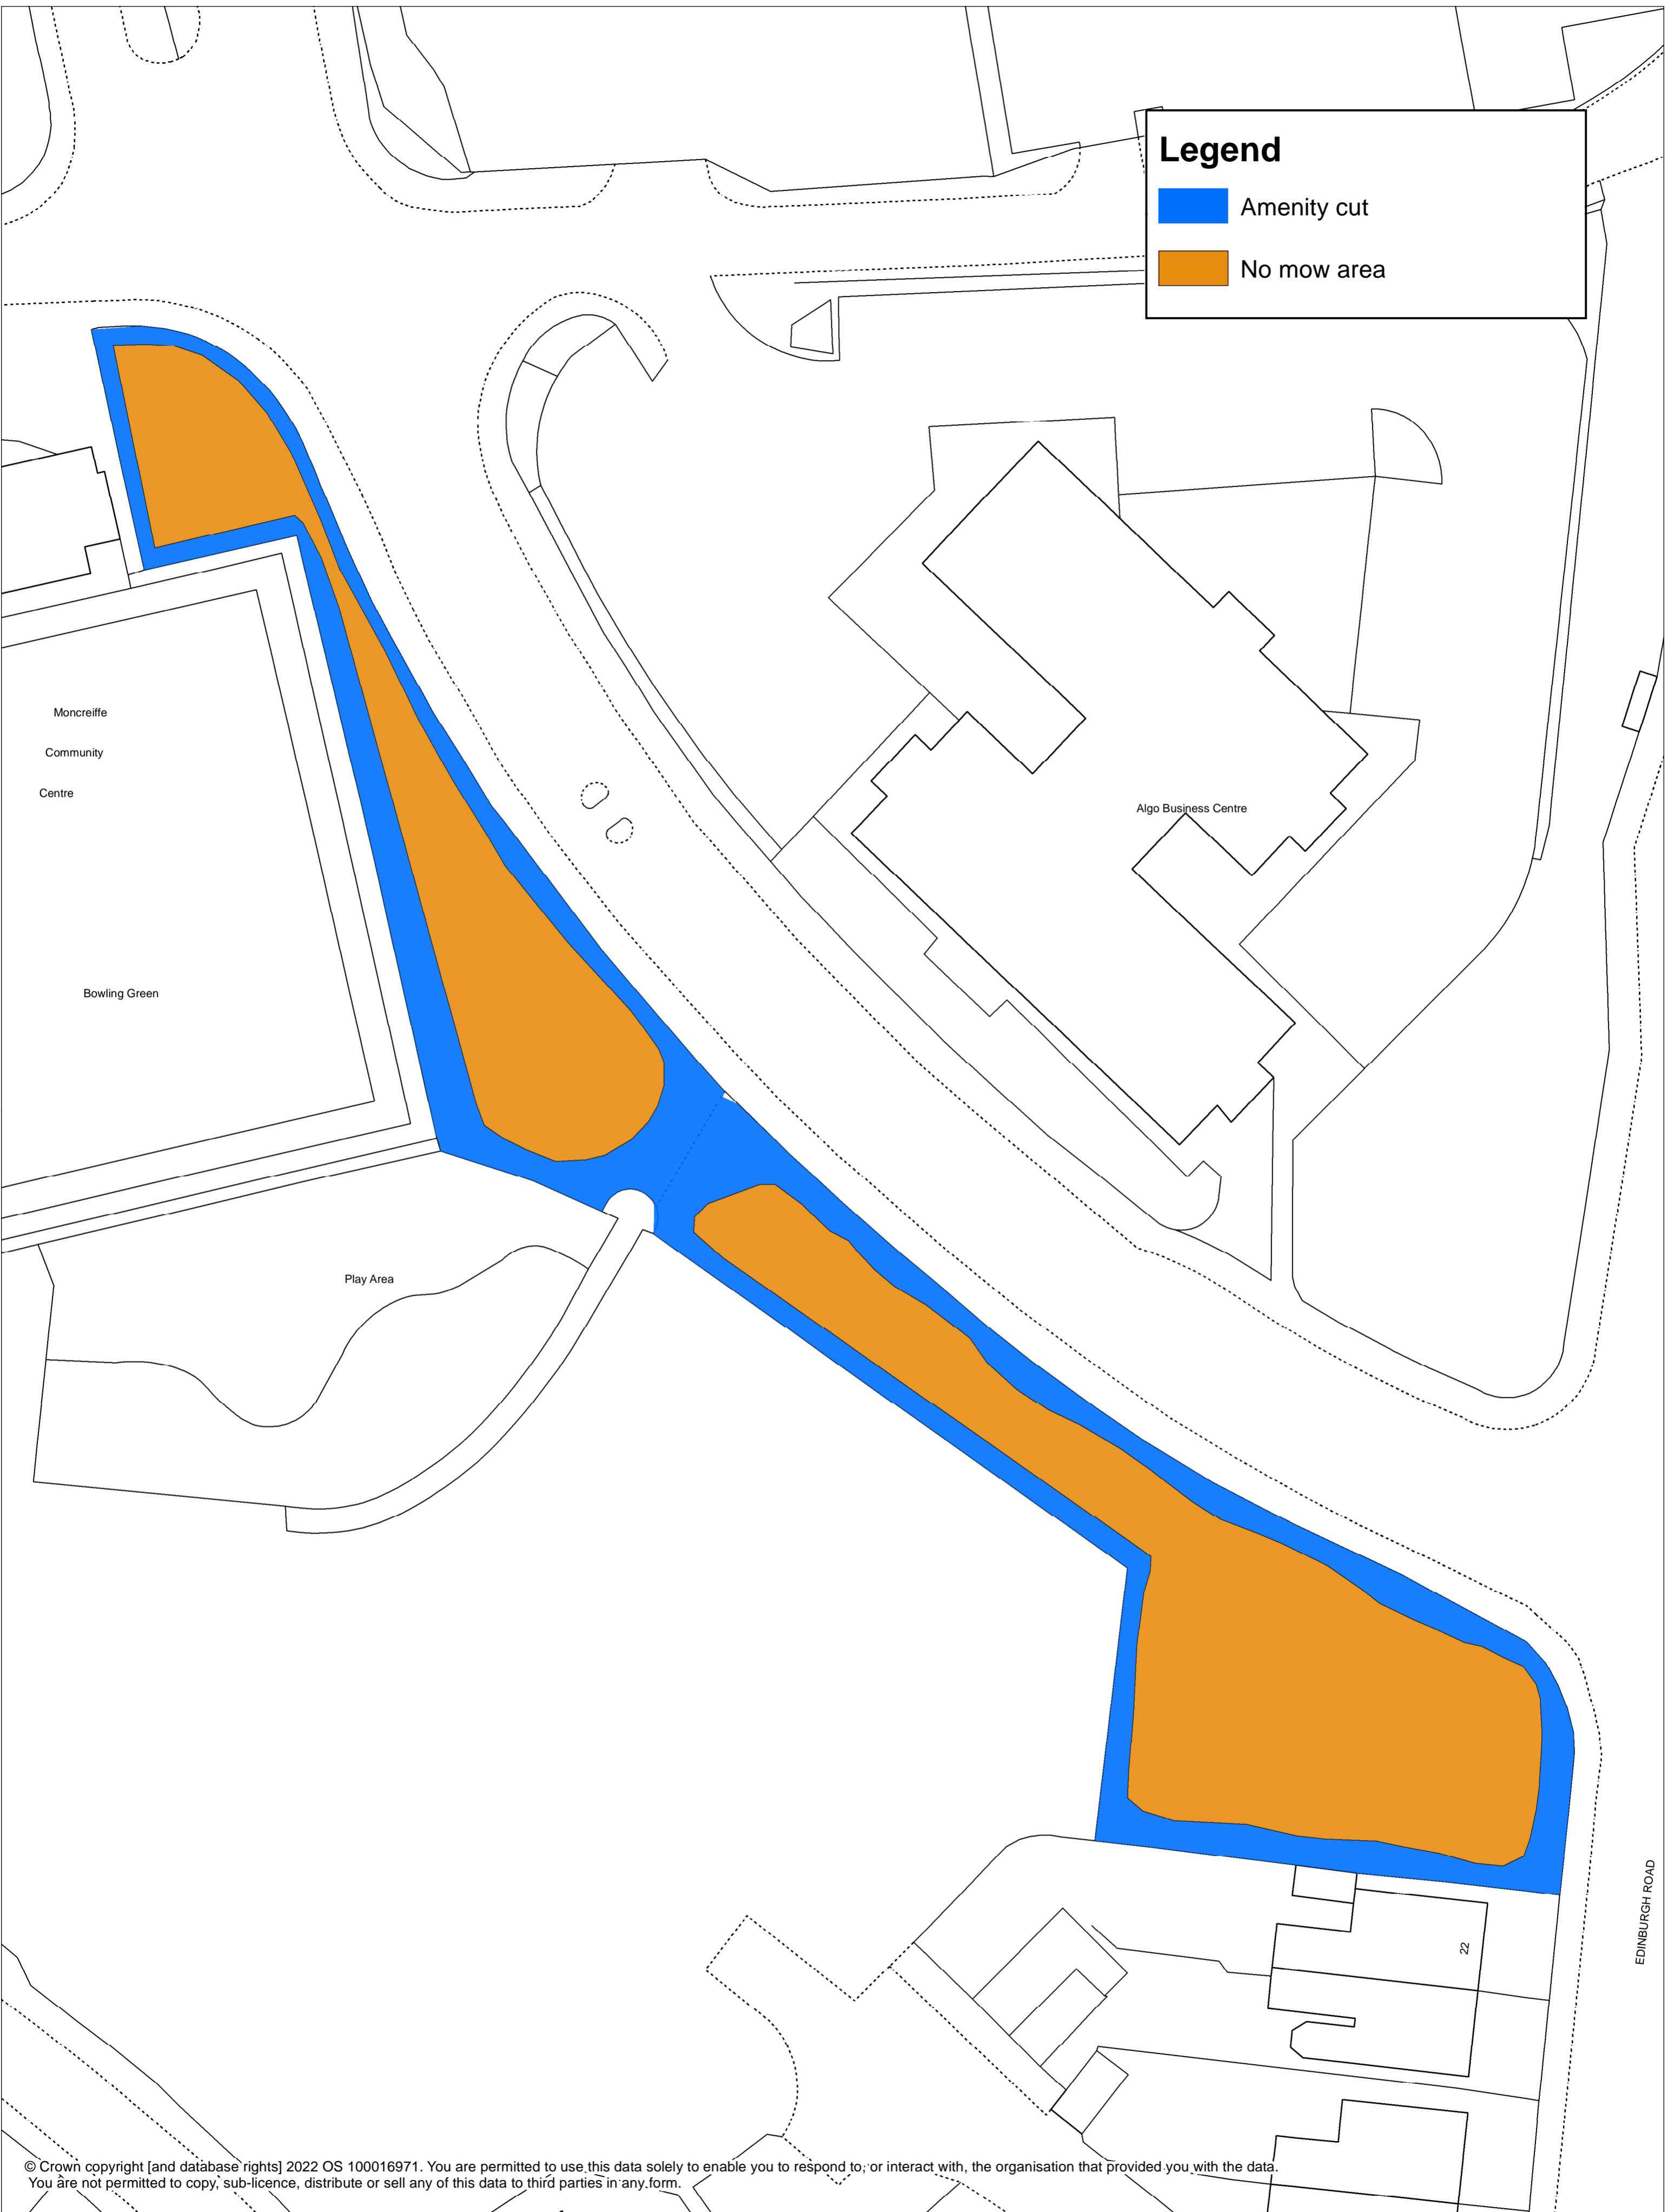 Legend
Amenity cut
No mow area
Moncreiffe
Community
Centre
Algo Business Centre
Bowling Green
Play Area
EDINBURGH ROAD
22
© Crown copyright [and database rights] 2022 OS 100016971. You are permitted to use this data solely to enable you to respond to, or interact with, the organisation that provided you with the data.
You are not permitted to copy, sub-licence, distribute or sell any of this data to third parties in any form.